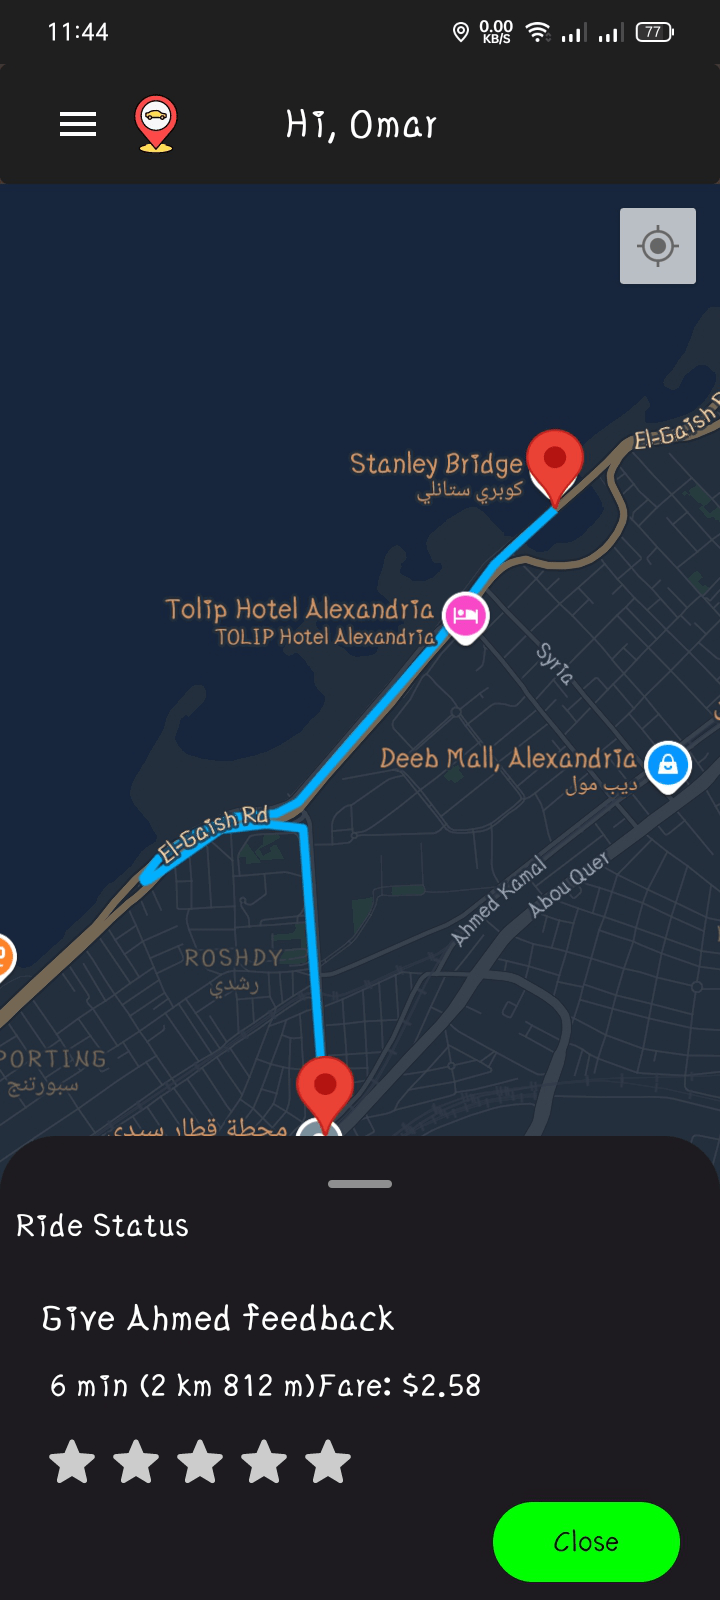 11:44
0.00
KB/S
77
Hi, Omar
El-Gaish
Stanley Bridge
كوبري ستانلي
Tolip Hotel Alexandria
TOLIP Hotel Alexandria
Syria
Deeb Mall, Alexandria
ديب مول
El-Gaish Rd
Ahmed Kamal
Abou Quer
ROSHDY
رشدي
PORTING
سبورتنج
محطة قطار سيدي
Ride Status
Give Ahmed feedback
6 min (2 km 812 m)Fare: $2.58
Close